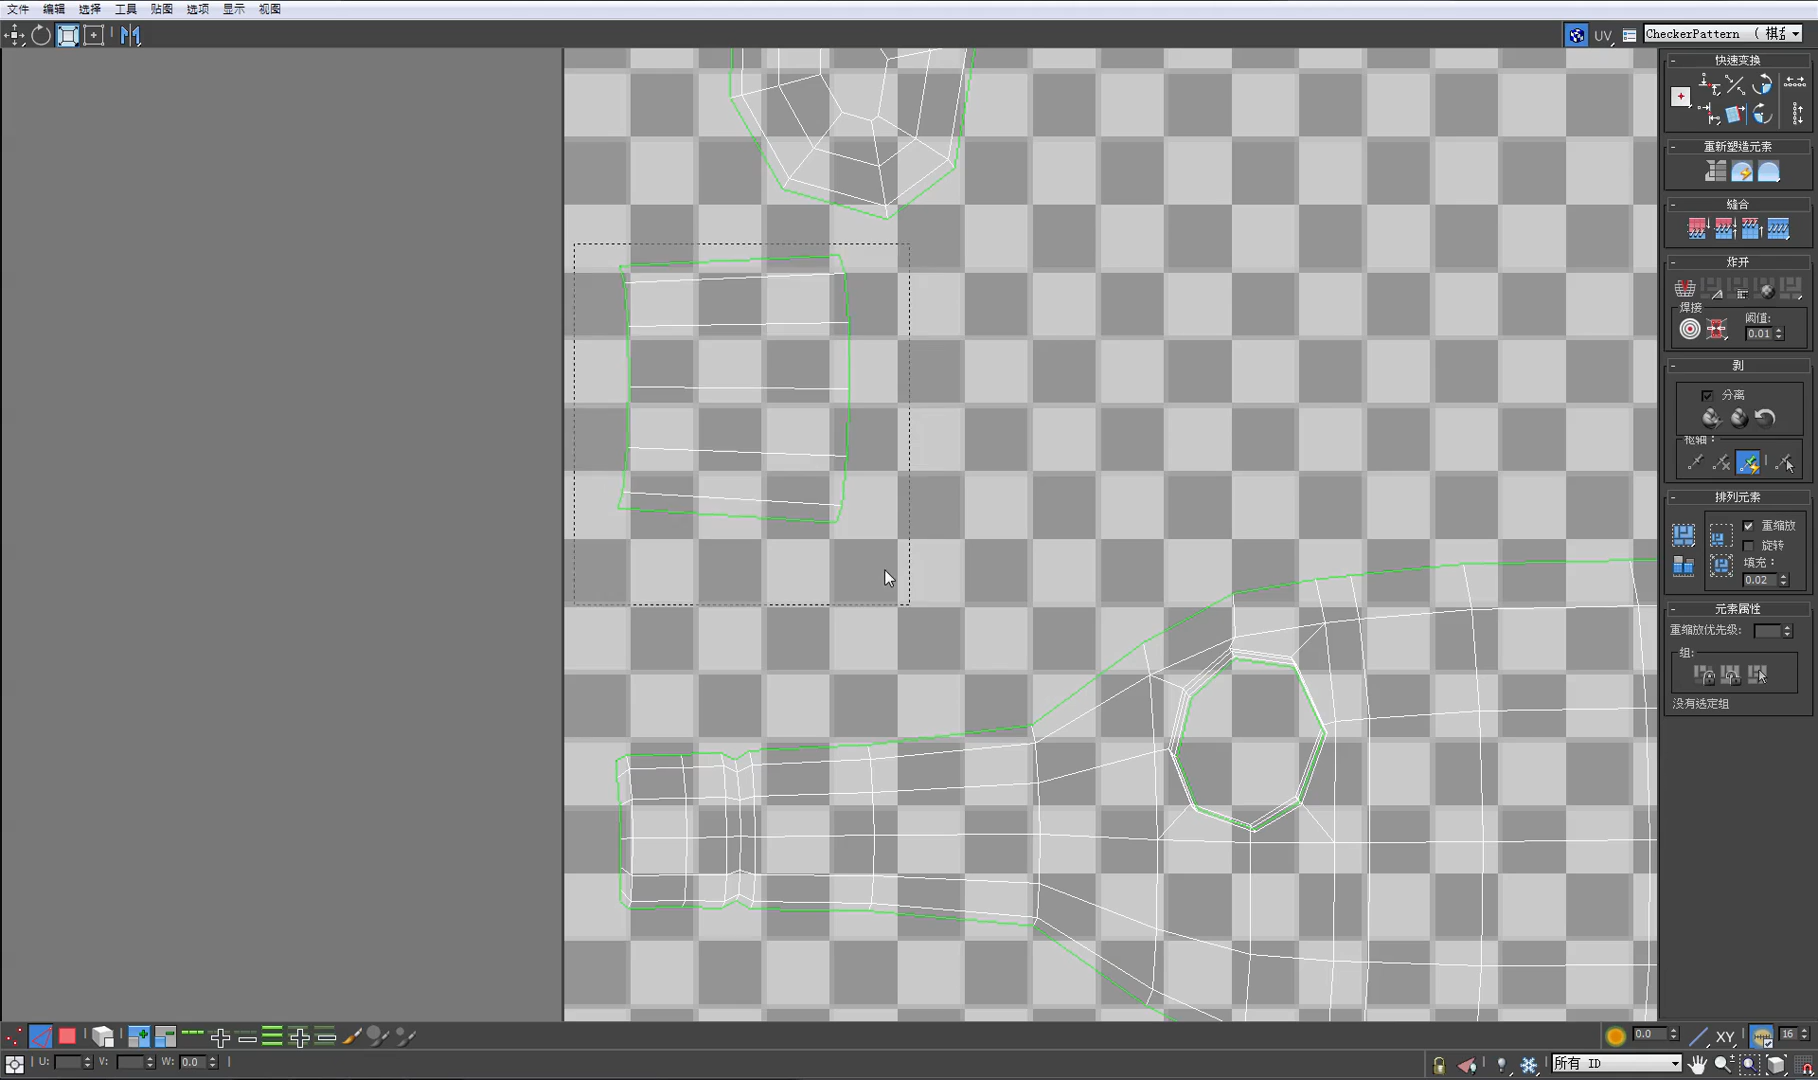 文件 编辑 选择 工具 贴图 选项 显示 视图
UV
CheckerPattern （ 棋盘
快速变换
重新塑造元素
缝合
炸开
焊接
阈值:
0.01
剥
分离
枢轴：
排列元素
重缩放
旋转
填充：
0.02
元素属性
重缩放优先级:
组:
没有选定组
0.0
XY
16
U:
V:
W: 0.0
所有 ID